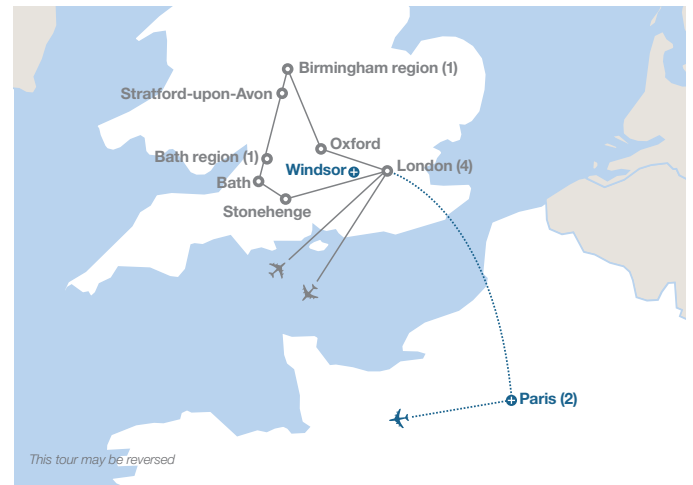 Birmingham region (1)
Stratford-upon-Avon
Oxford
Bath region (1)
London (4)
Windsor
Bath
Stonehenge
Paris (2)
This tour may be reversed